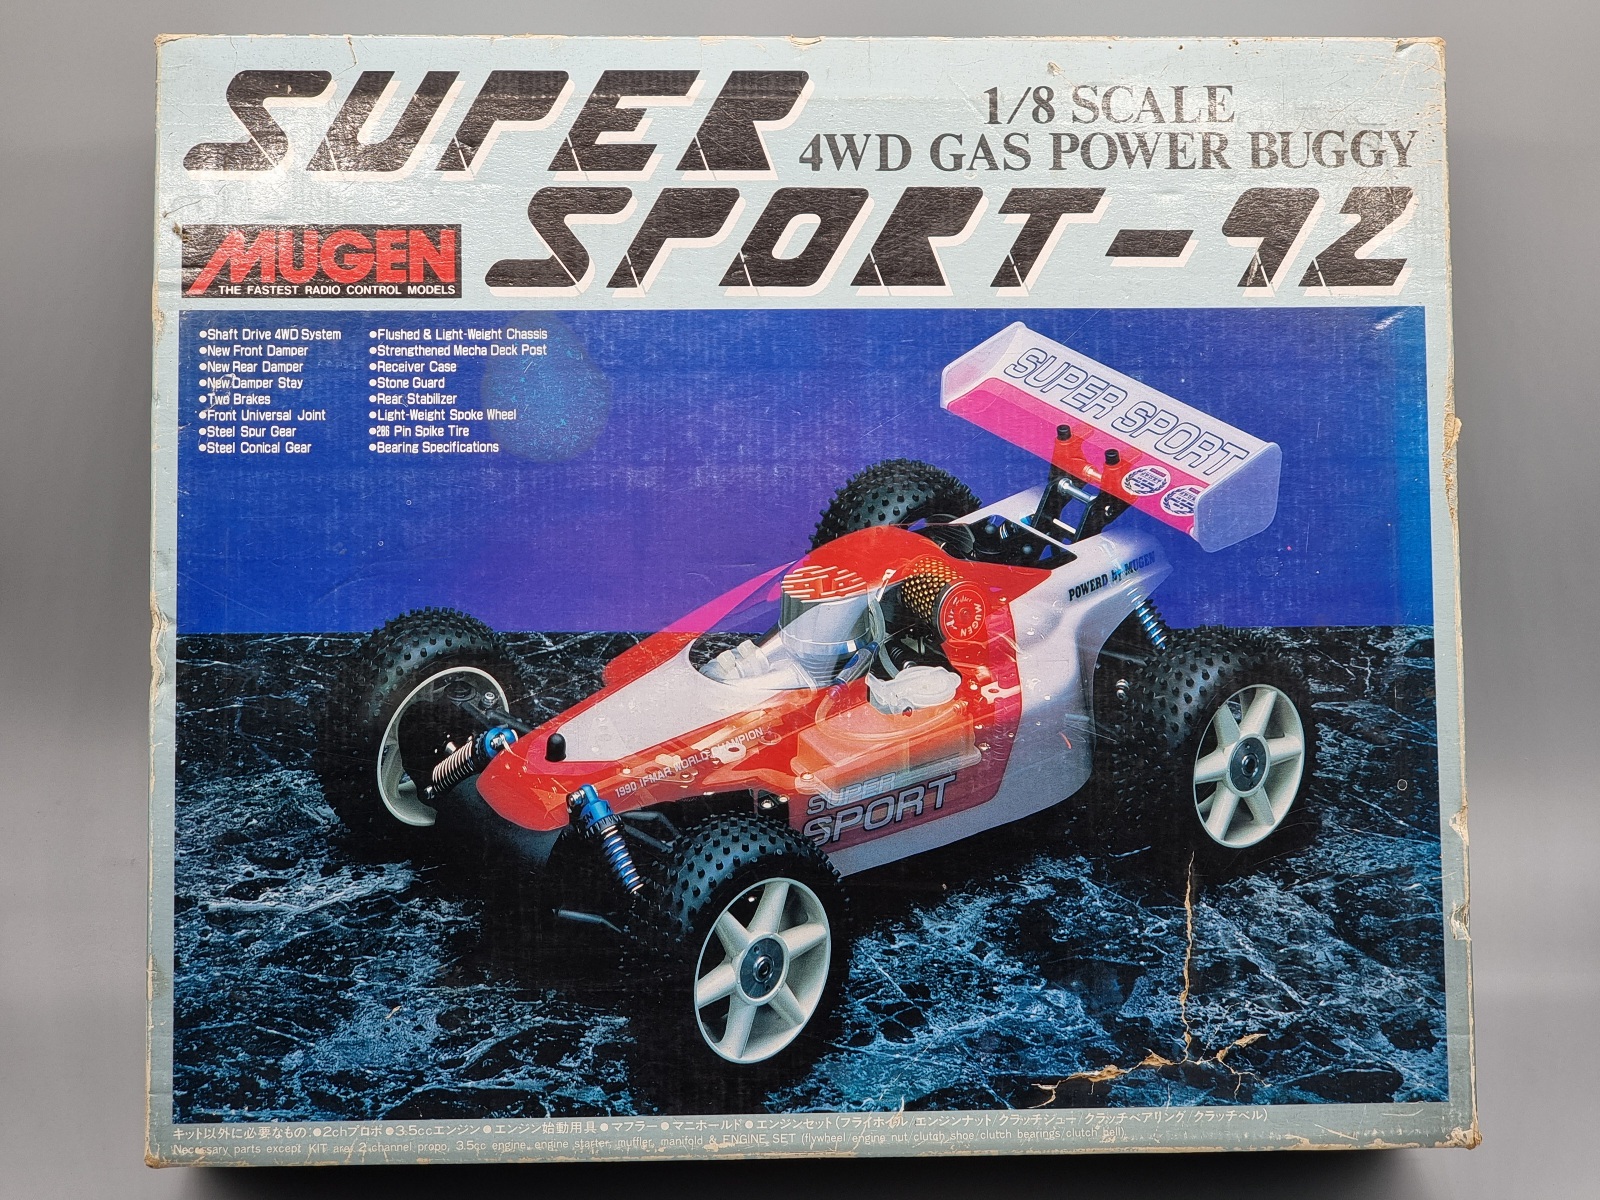 SUPER
1/8 SCALE
4WD GAS POWER BUGGY
SPORT-92
MUGEN
THE FASTEST RADIO CONTROL MODELS
●Shaft Drive 4WD System
●New Front Damper
●New Rear Damper
●New Damper Stay
●Two Brakes
●Front Universal Joint
●Steel Spur Gear
●Steel Conical Gear
●Flushed & Light-Weight Chassis
●Strengthened Mecha Deck Post
●Receiver Case
●Stone Guard
●Rear Stabilizer
●Light-Weight Spoke Wheel
●286 Pin Spike Tire
●Bearing Specifications
SUPER SPORT
POWERD by MUGEN
MUGEN
1990 IFMAR WORLD CHAMPION
SUPER
SPORT
キット以外に必要なもの:●2chプロポ●3.5ccエンジン●エンジン始動用具●マフラー●マニホールド●エンジンセット(フライホイル/エンジンナット/クラッチシュー/クラッチベアリング/クラッチベル)
Necessary parts except KIT are: 2-channel propo, 3.5cc engine, engine starter, muffler, manifold & ENGINE SET (flywheel/engine nut/clutch shoe/clutch bearings/clutch bell)